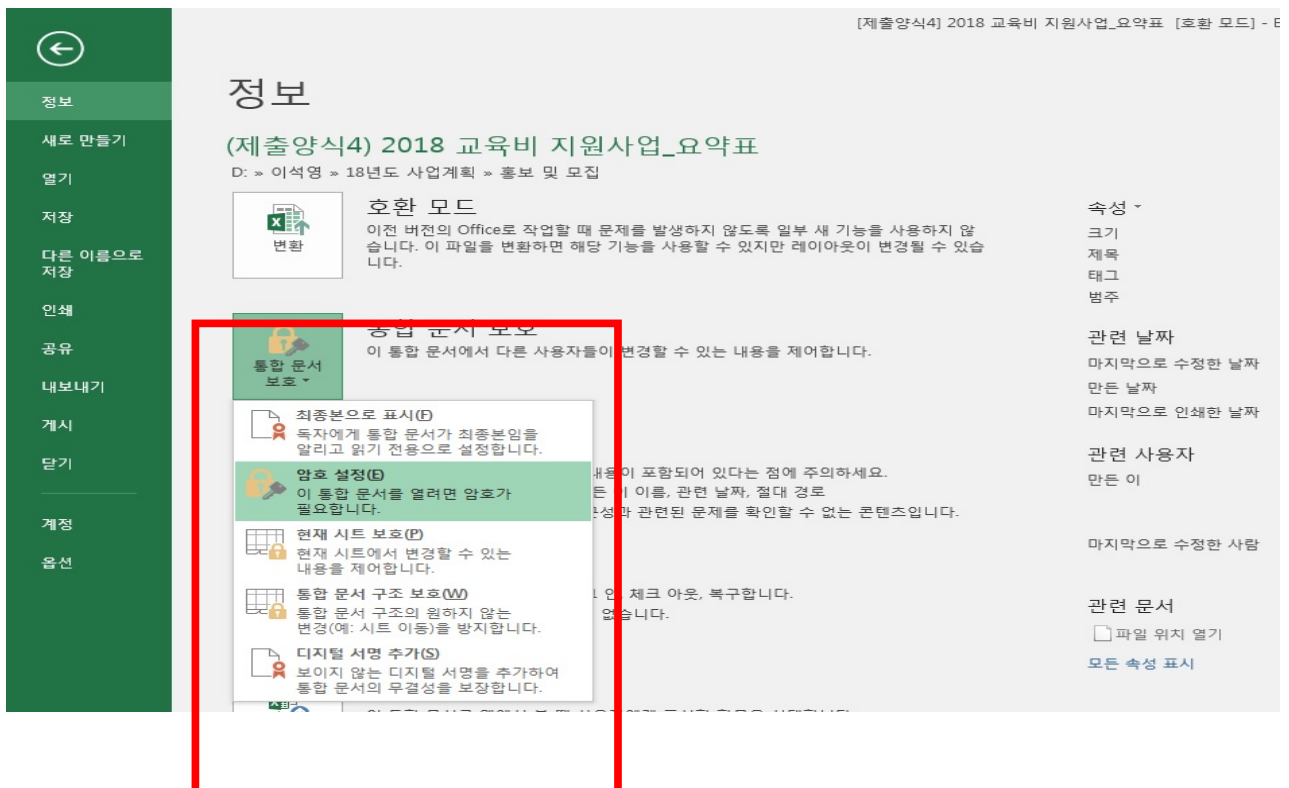 [제출양식4] 2018 교육비 지원사업_요약표 [호환 모드] - E
정보
새로 만들기
열기
저장
다른 이름으로
저장
인쇄
공유
내보내기
게시
닫기
계정
옵션
정보
(제출양식4) 2018 교육비 지원사업_요약표
D: » 이석영 » 18년도 사업계획 » 홍보 및 모집
변환
호환 모드
이전 버전의 Office로 작업할 때 문제를 발생하지 않도록 일부 새 기능을 사용하지 않
습니다. 이 파일을 변환하면 해당 기능을 사용할 수 있지만 레이아웃이 변경될 수 있습
니다.
통합 문서
보호
통합 문서 보호
이 통합 문서에서 다른 사용자들이 변경할 수 있는 내용을 제어합니다.
최종본으로 표시(F)
독자에게 통합 문서가 최종본임을
알리고 읽기 전용으로 설정합니다.
암호 설정(E)
이 통합 문서를 열려면 암호가
필요합니다.
현재 시트 보호(P)
현재 시트에서 변경할 수 있는
내용을 제어합니다.
통합 문서 구조 보호(W)
통합 문서 구조의 원하지 않는
변경(예: 시트 이동)을 방지합니다.
디지털 서명 추가(S)
보이지 않는 디지털 서명을 추가하여
통합 문서의 무결성을 보장합니다.
포함되어 있다는 점에 주의하세요.
이름, 관련 날짜, 절대 경로
관련된 문제를 확인할 수 없는 콘텐츠입니다.
체크 아웃, 복구합니다.
없습니다.
속성
크기
제목
태그
범주
관련 날짜
마지막으로 수정한 날짜
만든 날짜
마지막으로 인쇄한 날짜
관련 사용자
만든 이
마지막으로 수정한 사람
관련 문서
파일 위치 열기
모든 속성 표시